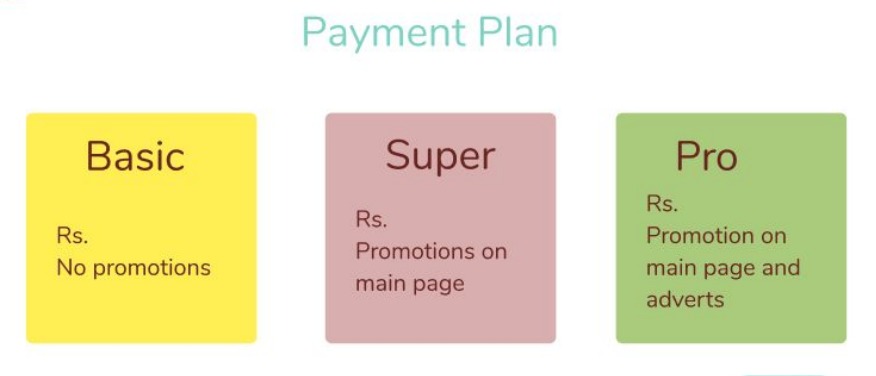 Payment Plan
Basic
Rs.
No promotions
Super
Rs.
Promotions on
main page
Pro
Rs.
Promotion on
main page and
adverts